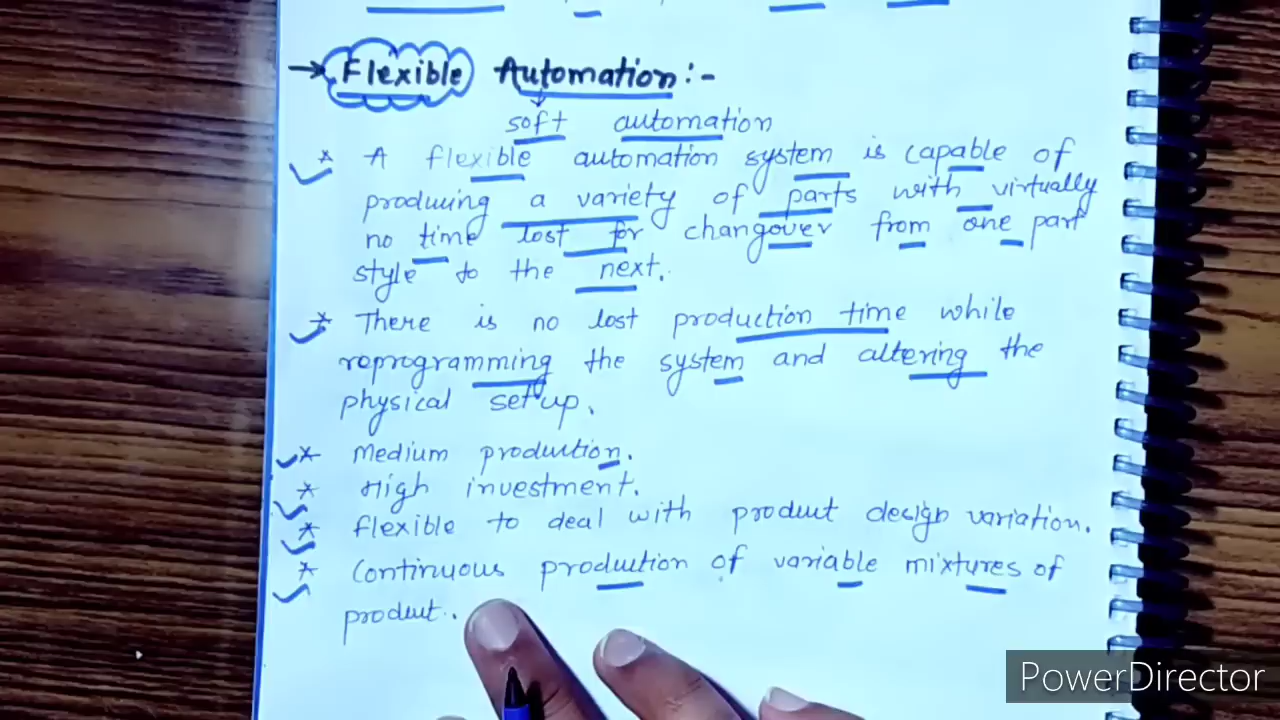 → Flexible Automation:-
soft automation
* A flexible automation system is capable of
producing a variety of parts with virtually
no time lost for changover from one part
style to the next.
* There is no lost production time while
reprogramming the system and altering the
physical setup.
* Medium production.
* High investment.
* flexible to deal with product design variation.
* Continuous production of variable mixtures of
product.
PowerDirector